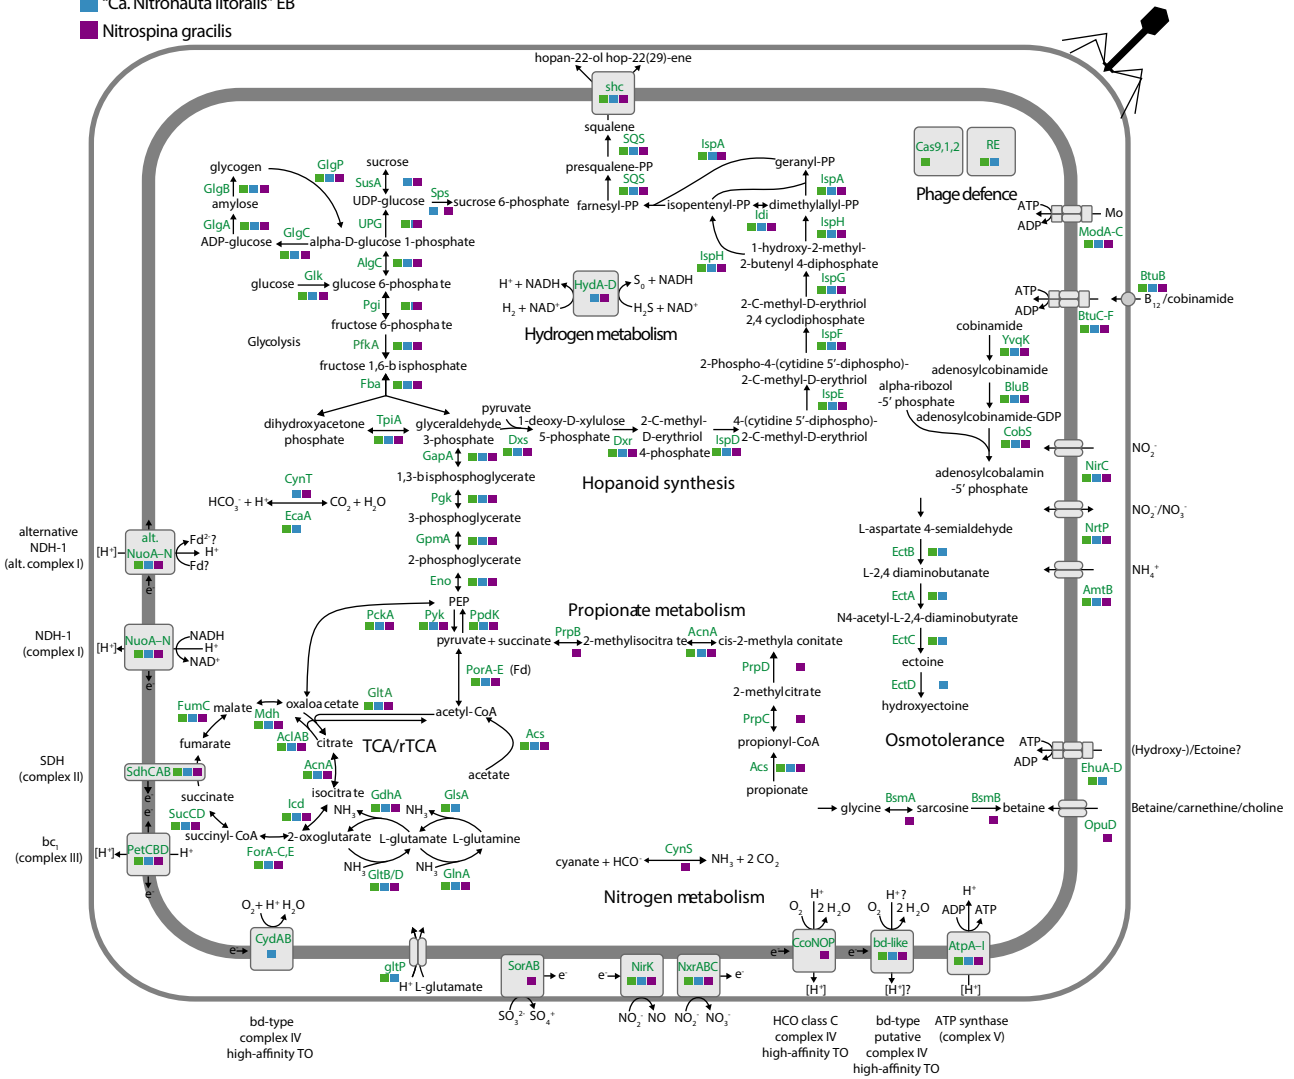 "Ca. Nitronauta litoralis" EB
Nitrospina gracilis
hopan-22-ol hop-22(29)-ene
shc
squalene
SQS
presqualene-PP
SQS
farnesyl-PP
IspA
geranyl-PP
IspA
isopentenyl-PP
dimethylallyl-PP
Idi
IspH
IspH
1-hydroxy-2-methyl-
2-butenyl 4-diphosphate
IspG
2-C-methyl-D-erythriol
2,4 cyclodiphosphate
IspF
2-Phospho-4-(cytidine 5'-diphospho)-
2-C-methyl-D-erythriol
IspE
4-(cytidine 5'-diphospho)-
2-C-methyl-D-erythriol
IspD
2-C-methyl-
D-erythriol
4-phosphate
Dxr
1-deoxy-D-xylulose
5-phosphate
Dxs
pyruvate
Hopanoid synthesis
Cas9,1,2
RE
Phage defence
glycogen
GlgP
GlgB
amylose
GlgA
ADP-glucose
GlgC
alpha-D-glucose 1-phosphate
sucrose
SusA
UDP-glucose
Sps
sucrose 6-phosphate
UPG
AlgC
glucose
Glk
glucose 6-phosphate
Pgi
fructose 6-phosphate
Glycolysis
PfkA
fructose 1,6-bisphosphate
Fba
dihydroxyacetone
phosphate
TpiA
glyceraldehyde
3-phosphate
GapA
1,3-bisphosphoglycerate
Pgk
3-phosphoglycerate
GpmA
2-phosphoglycerate
Eno
PEP
PckA
Pyk
PpdK
pyruvate + succinate
PorA-E (Fd)
acetyl-CoA
Acs
acetate
H+ + NADH
H2 + NAD+
HydA-D
S0 + NADH
H2S + NAD+
Hydrogen metabolism
CynT
HCO3- + H+
CO2 + H2O
EcaA
Propionate metabolism
PrpB
2-methylisocitrate
AcnA
cis-2-methyla conitate
PrpD
2-methylcitrate
PrpC
propionyl-CoA
Acs
propionate
FumC
malate
Mdh
oxaloacetate
GltA
AclAB
citrate
TCA/rTCA
AcnA
isocitrate
fumarate
SdhCAB
succinate
SucCD
succinyl-CoA
Icd
2-oxoglutarate
ForA-C,E
NH3
GdhA
NH3
GlsA
L-glutamate
L-glutamine
NH3
GltB/D
NH3
GlnA
cobinamide
YvqK
adenosylcobinamide
alpha-ribozol
-5' phosphate
BluB
adenosylcobinamide-GDP
CobS
adenosylcobalamin
-5' phosphate
L-aspartate 4-semialdehyde
EctB
L-2,4 diaminobutanate
EctA
N4-acetyl-L-2,4-diaminobutyrate
EctC
ectoine
EctD
hydroxyectoine
Osmotolerance
glycine
BsmA
sarcosine
BsmB
betaine
cyanate + HCO-
CynS
NH3 + 2 CO2
Nitrogen metabolism
ATP
ADP
Mo
ModA-C
BtuB
ATP
ADP
B12/cobinamide
BtuC-F
NO2-
NirC
NO2-/NO3-
NrtP
NH4+
AmtB
ATP
ADP
(Hydroxy-)/Ectoine?
EhuA-D
Betaine/carnethine/choline
OpuD
alternative
NDH-1
(alt. complex I)
[H+]
alt.
NuoA–N
Fd2-?
H+
Fd?
e-
NDH-1
(complex I)
[H+]
NuoA–N
NADH
H+
NAD+
e-
SDH
(complex II)
e-
e-
bc1
(complex III)
[H+]
PetCBD
H+
e-
O2 + H+ H2O
e-
CydAB
bd-type
complex IV
high-affinity TO
gltP
H+ L-glutamate
SorAB
e-
SO32- SO4+
e-
NirK
NO2- NO
NxrABC
e-
NO2- NO3-
H+
O2 2 H2O
e-
CcoNOP
[H+]
HCO class C
complex IV
high-affinity TO
H+?
O2 2 H2O
e-
bd-like
[H+]?
bd-type
putative
complex IV
high-affinity TO
H+
ADP ATP
AtpA–I
[H+]
ATP synthase
(complex V)